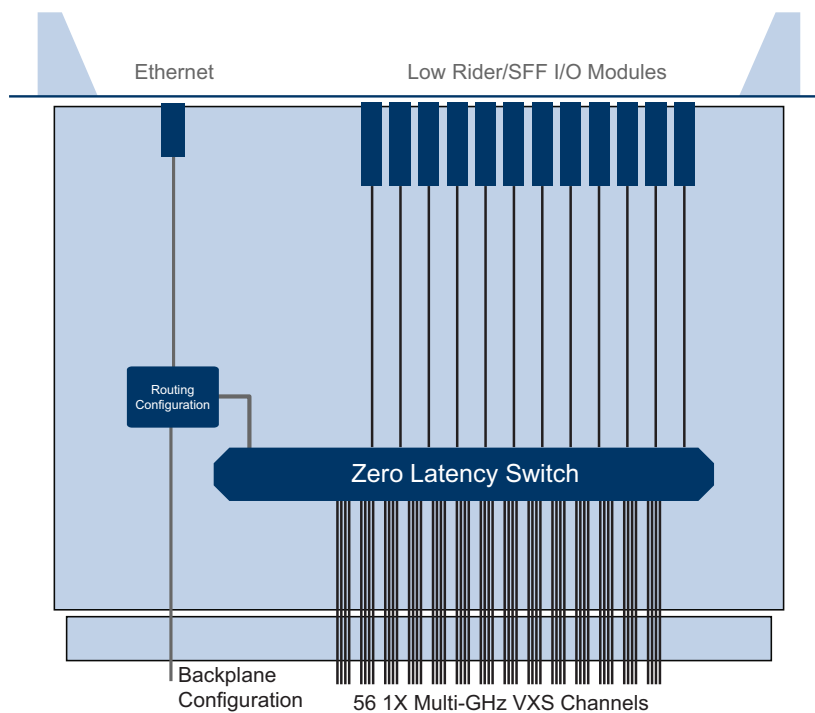 Ethernet
Low Rider/SFF I/O Modules
Routing
Configuration
Zero Latency Switch
Backplane
Configuration
56 1X Multi-GHz VXS Channels